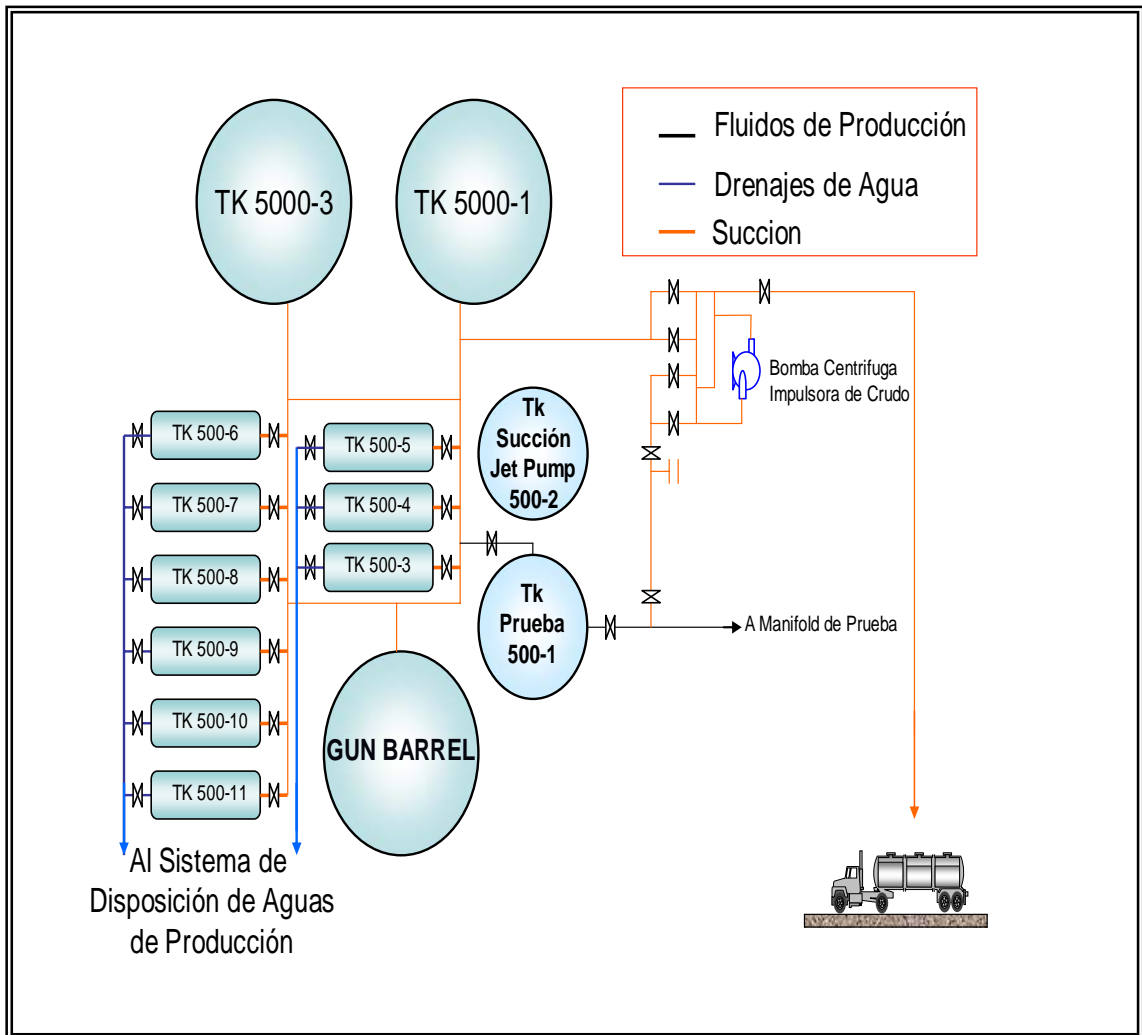 TK 5000-3
TK 5000-1
Fluidos de Producción
Drenajes de Agua
Succion
Bomba Centrifuga
Impulsora de Crudo
TK 500-6
TK 500-7
TK 500-8
TK 500-9
TK 500-10
TK 500-11
TK 500-5
TK 500-4
TK 500-3
Tk
Succión
Jet Pump
500-2
Tk
Prueba
500-1
A Manifold de Prueba
GUN BARREL
Al Sistema de
Disposición de Aguas
de Producción